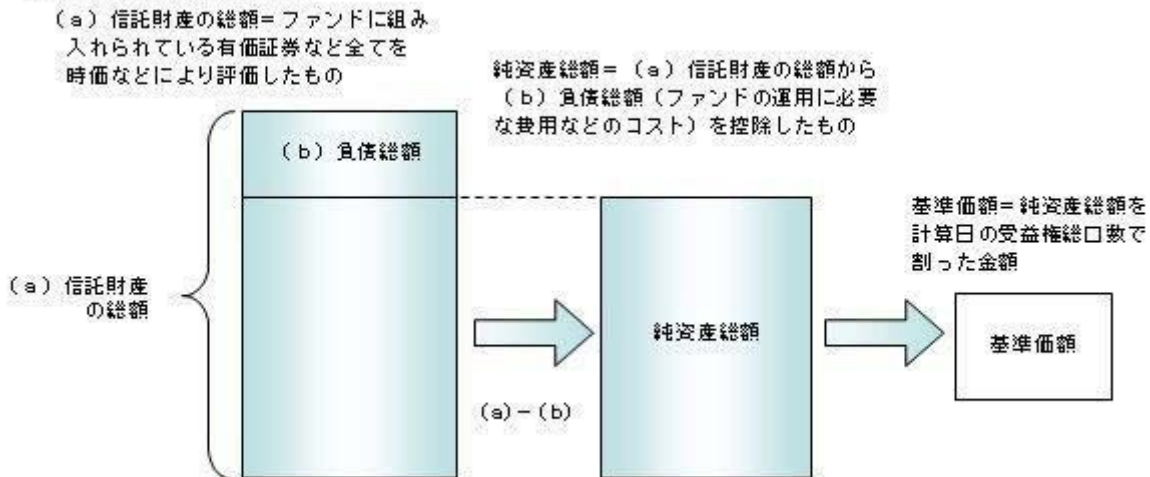 (a) 信託財産の総額=ファンドに組み
入れられている有価証券など全てを
時価などにより評価したもの
純資産総額=(a)信託財産の総額から
(b)負債総額(ファンドの運用に必要
な費用などのコスト)を控除したもの
(b)負債総額
基準価額=純資産総額を
計算日の受益権総口数で
割った金額
(a)信託財産
の総額
純資産総額
基準価額
(a)-(b)